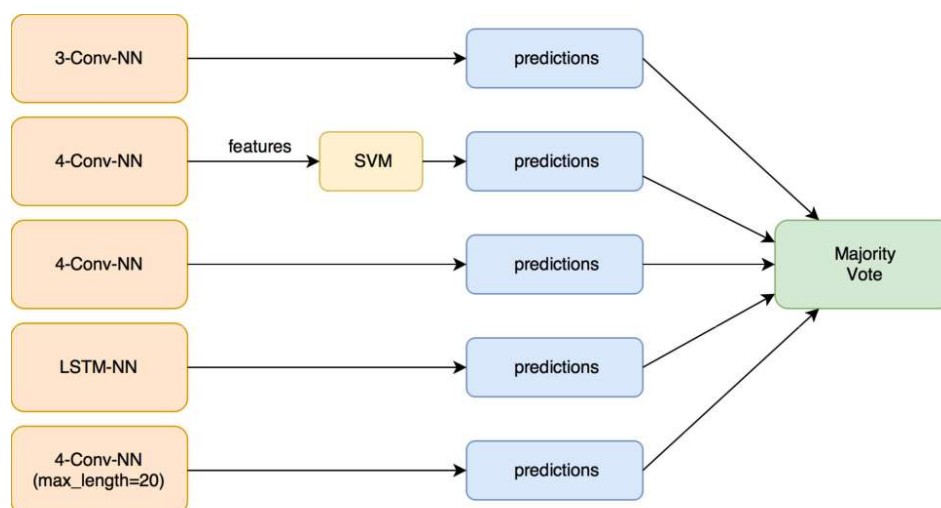 3-Conv-NN
predictions
4-Conv-NN
features
SVM
predictions
4-Conv-NN
predictions
Majority
Vote
LSTM-NN
predictions
4-Conv-NN
(max_length=20)
predictions